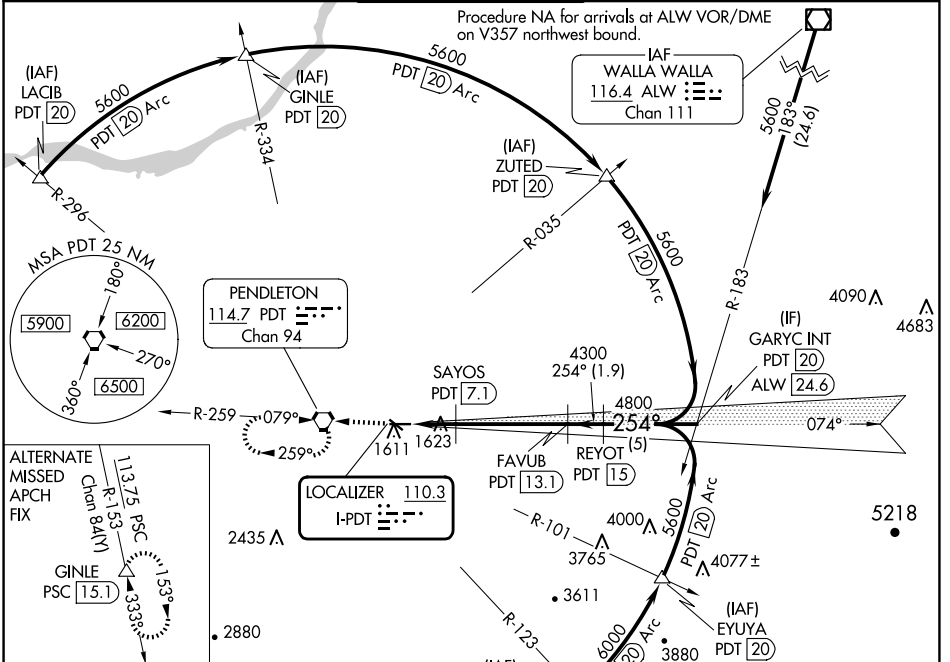 Procedure NA for arrivals at ALW VOR/DME
on V357 northwest bound.
IAF
WALLA WALLA
116.4 ALW
Chan 111
5600
183°
(24.6)
R-183
(IAF)
LACIB
PDT 20
5600
PDT 20 Arc
R-296
(IAF)
GINLE
PDT 20
R-334
5600
PDT 20 Arc
(IAF)
ZUTED
PDT 20
R-035
5600
PDT 20 Arc
MSA PDT 25 NM
180°
5900
6200
270°
360°
6500
PENDLETON
114.7 PDT
Chan 94
4090
4683
(IF)
GARYC INT
PDT 20
ALW 24.6
SAYOS
PDT 7.1
4300
254° (1.9)
4800
254°
(5)
074°
R-259
079°
259°
1611
1623
FAVUB
PDT 13.1
REYOT
PDT 15
LOCALIZER 110.3
I-PDT
ALTERNATE
MISSED
APCH
FIX
113.75 PSC
R-153
Chan 84(Y)
GINLE
PSC 15.1
153°
333°
2435
2880
R-101
4000
3765
5600
PDT 20 Arc
4077±
5218
3611
R-123
(IAF)
EYUYA
PDT 20
6000
20 Arc
3880
(IAF)